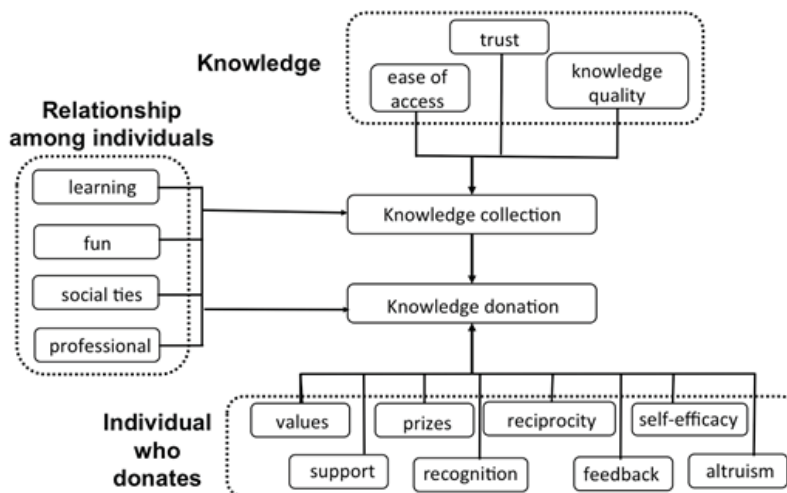 trust
Knowledge
ease of
access
knowledge
quality
Relationship
among individuals
learning
Knowledge collection
fun
social ties
Knowledge donation
professional
values
prizes
reciprocity
self-efficacy
Individual
who
donates
support
recognition
feedback
altruism